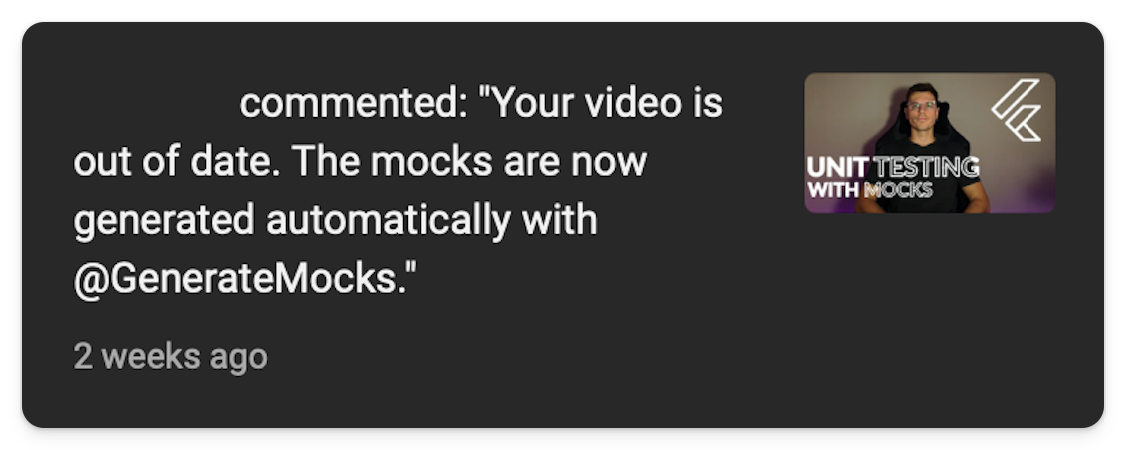 commented: "Your video is
out of date. The mocks are now
generated automatically with
@GenerateMocks."
2 weeks ago
UNIT TESTING
WITH MOCKS